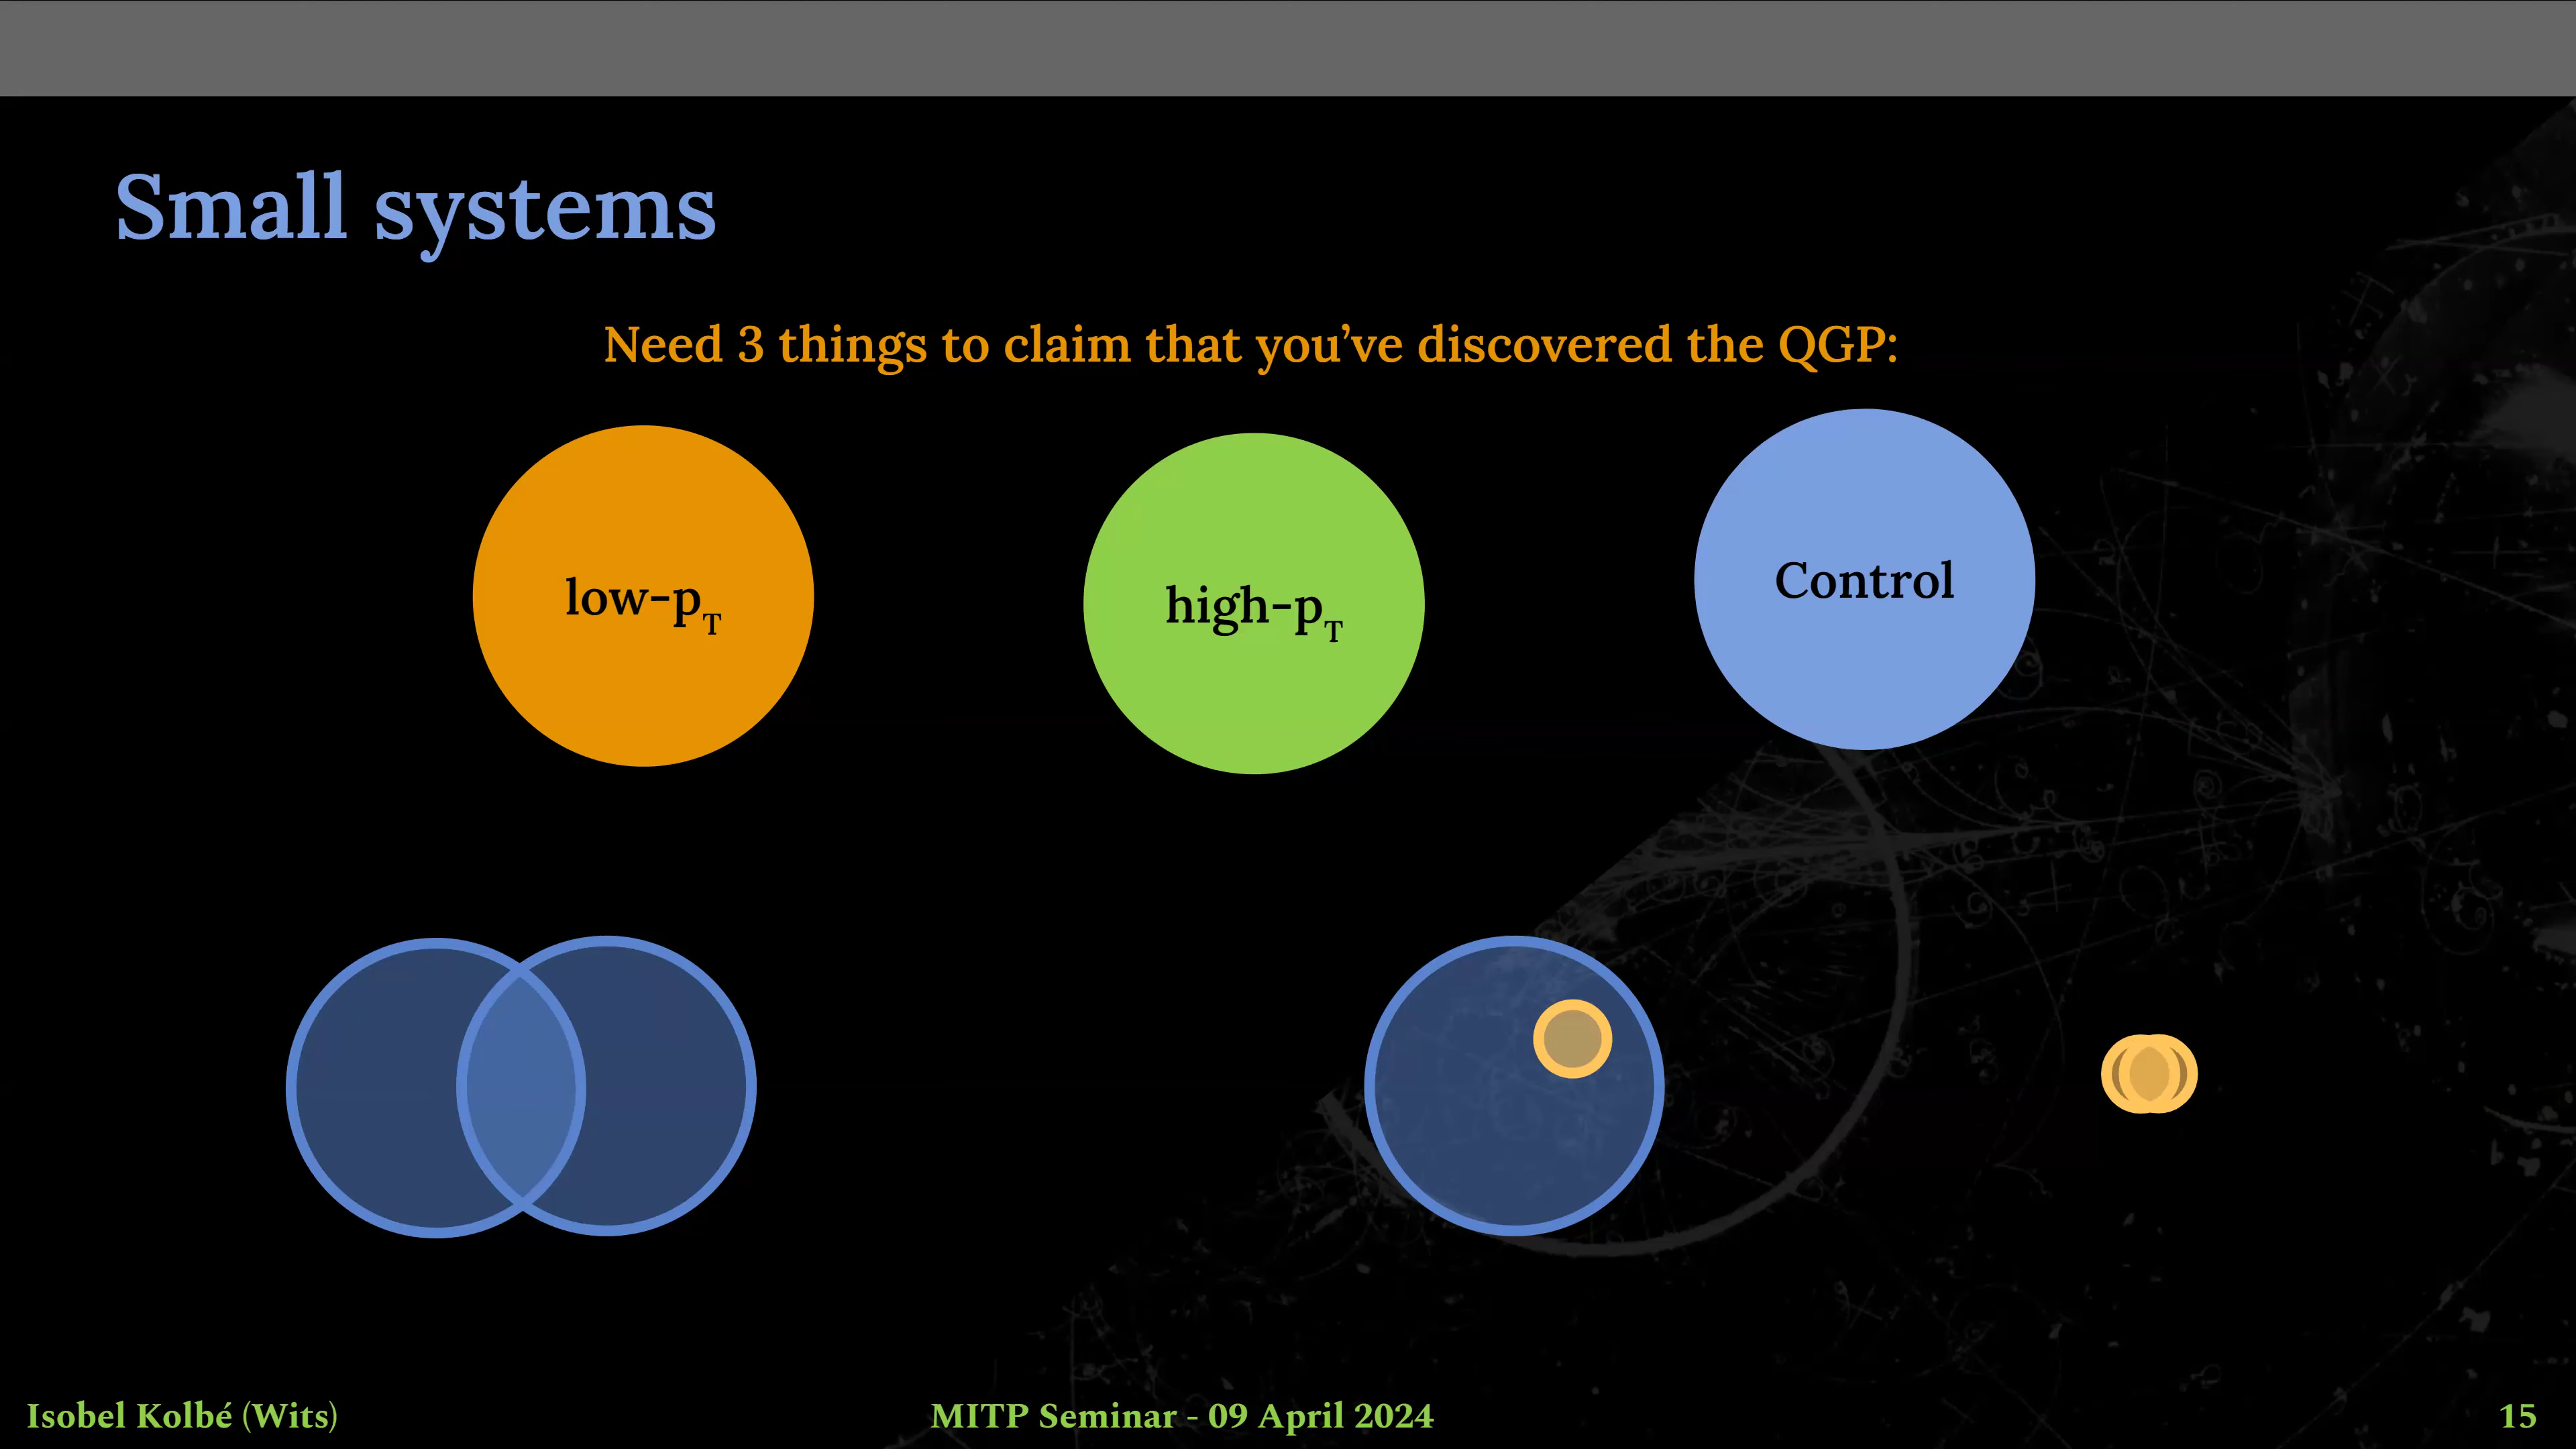 Small systems
Need 3 things to claim that you’ve discovered the QGP:
low-pT
high-pT
Control
Isobel Kolbé (Wits)
MITP Seminar - 09 April 2024
15